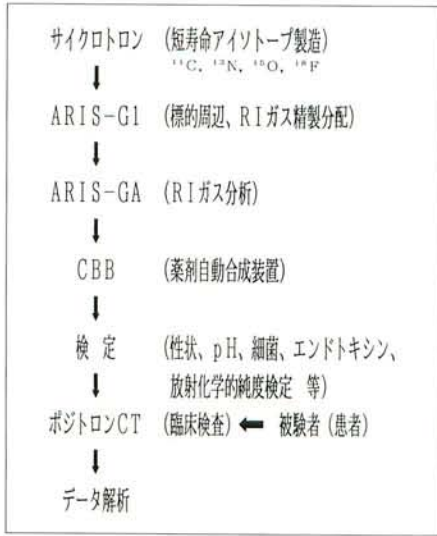 サイクロトロン (短寿命アイソトープ製造)
¹¹C, ¹³N, ¹⁵O, ¹⁸F
ARIS-G1 (標的周辺、RIガス精製分配)
ARIS-GA (RIガス分析)
CBB (薬剤自動合成装置)
検定 (性状、pH、細菌、エンドトキシン、
放射化学的純度検定 等)
ポジトロンCT (臨床検査) ← 被験者(患者)
データ解析